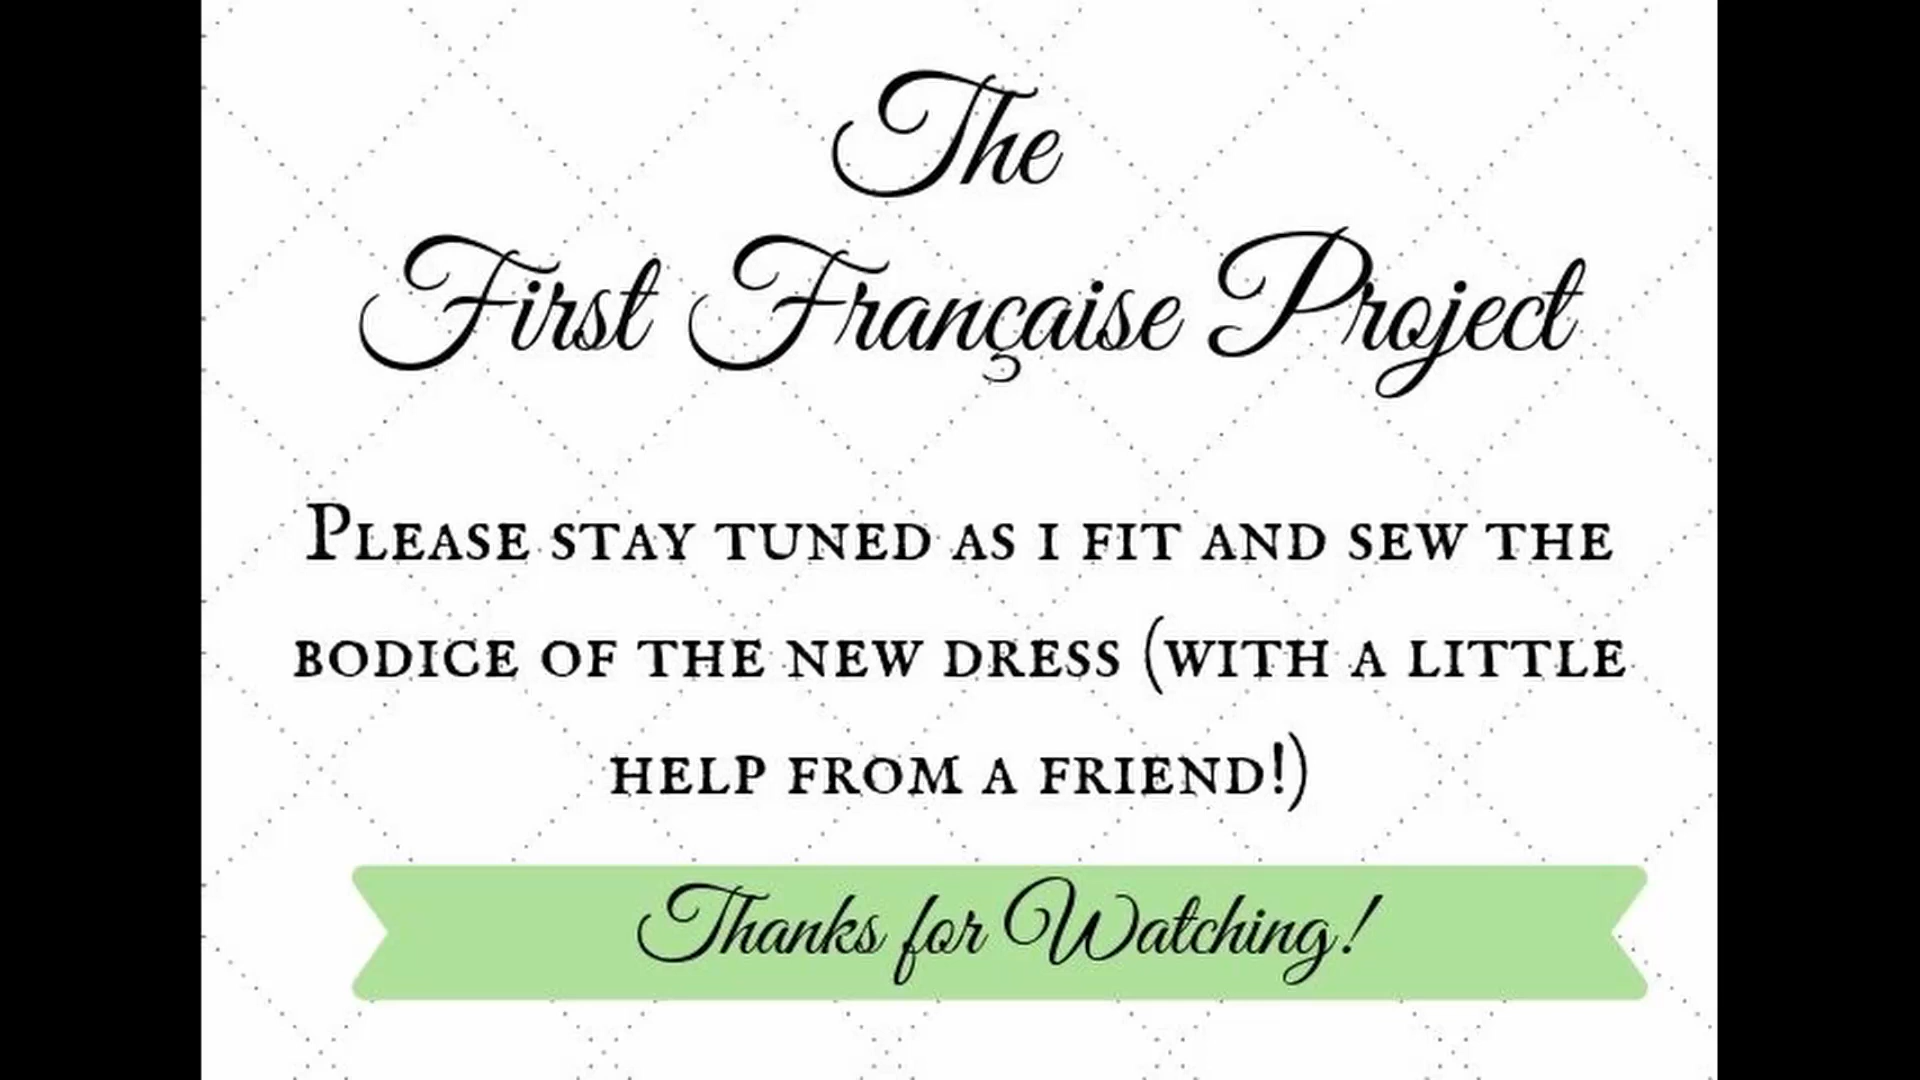 The
First Française Project
Please stay tuned as i fit and sew the
bodice of the new dress (with a little
help from a friend!)
Thanks for Watching!